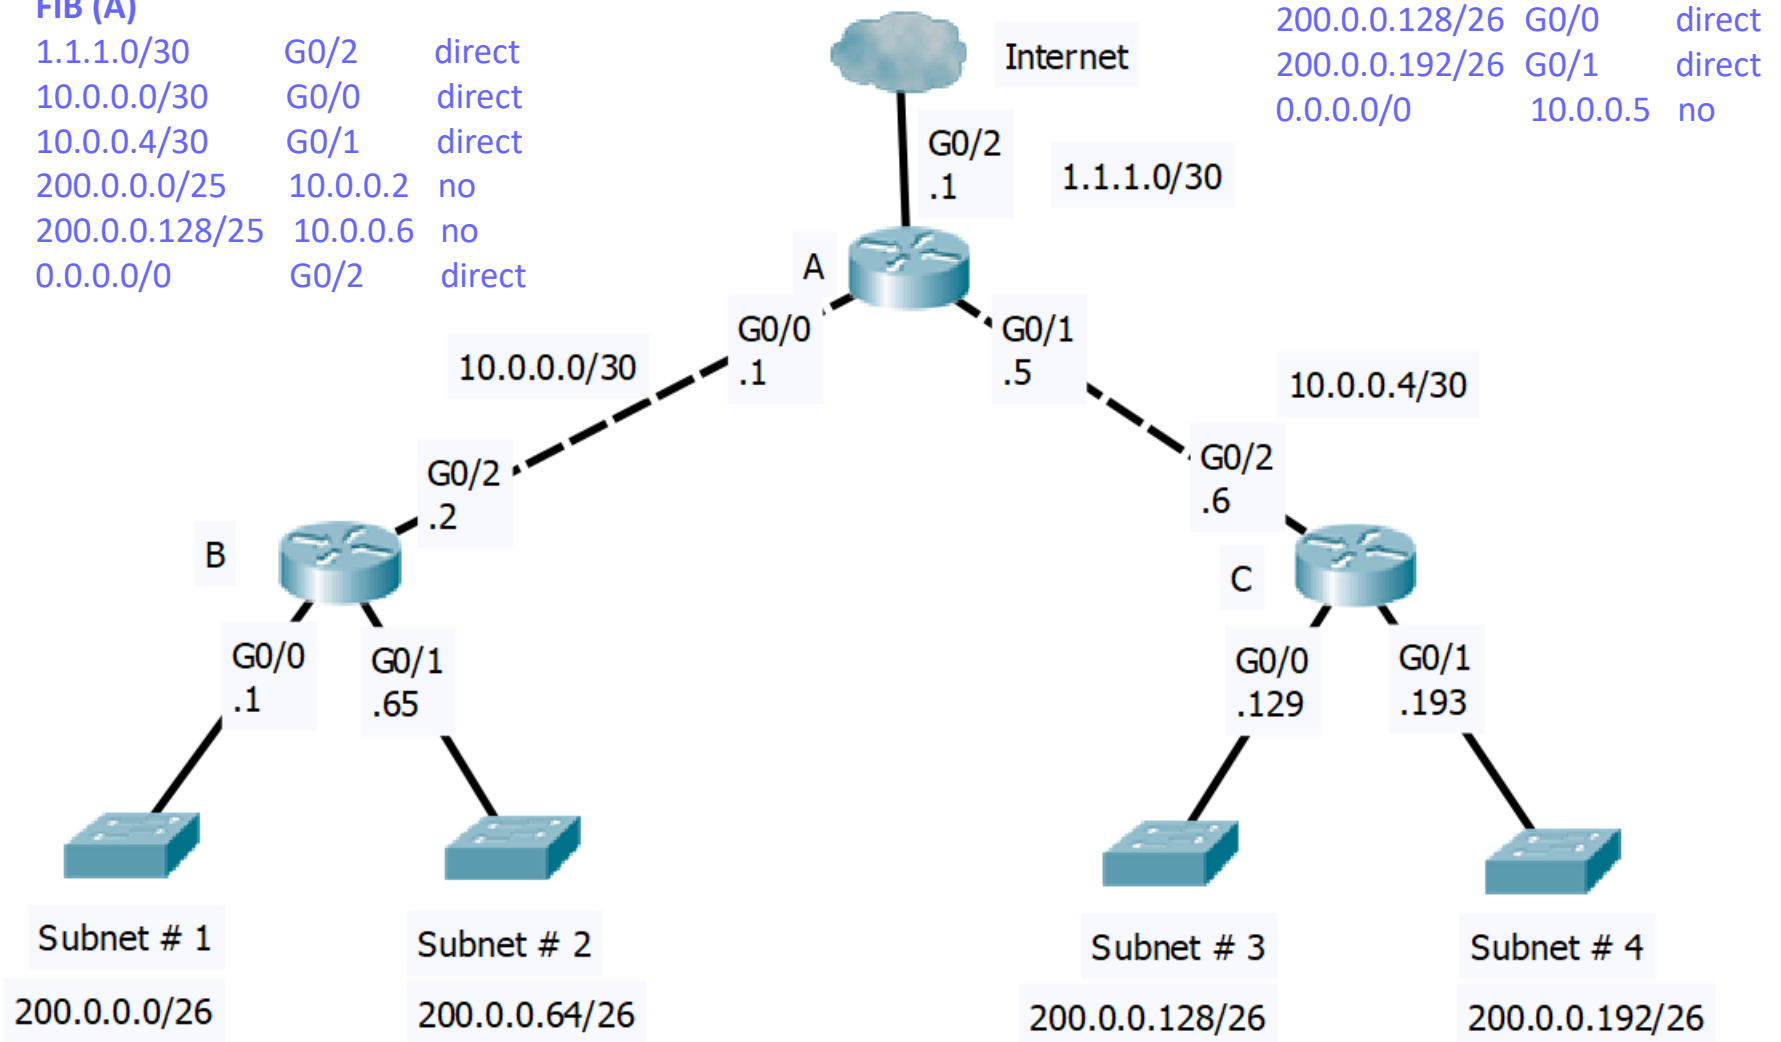 FIB (A)
1.1.1.0/30 G0/2 direct
10.0.0.0/30 G0/0 direct
10.0.0.4/30 G0/1 direct
200.0.0.0/25 10.0.0.2 no
200.0.0.128/25 10.0.0.6 no
0.0.0.0/0 G0/2 direct
200.0.0.128/26 G0/0 direct
200.0.0.192/26 G0/1 direct
0.0.0.0/0 10.0.0.5 no
Internet
G0/2
.1
1.1.1.0/30
A
G0/0
.1
G0/1
.5
10.0.0.0/30
10.0.0.4/30
G0/2
.2
G0/2
.6
B
C
G0/0
.1
G0/1
.65
G0/0
.129
G0/1
.193
Subnet # 1
200.0.0.0/26
Subnet # 2
200.0.0.64/26
Subnet # 3
200.0.0.128/26
Subnet # 4
200.0.0.192/26